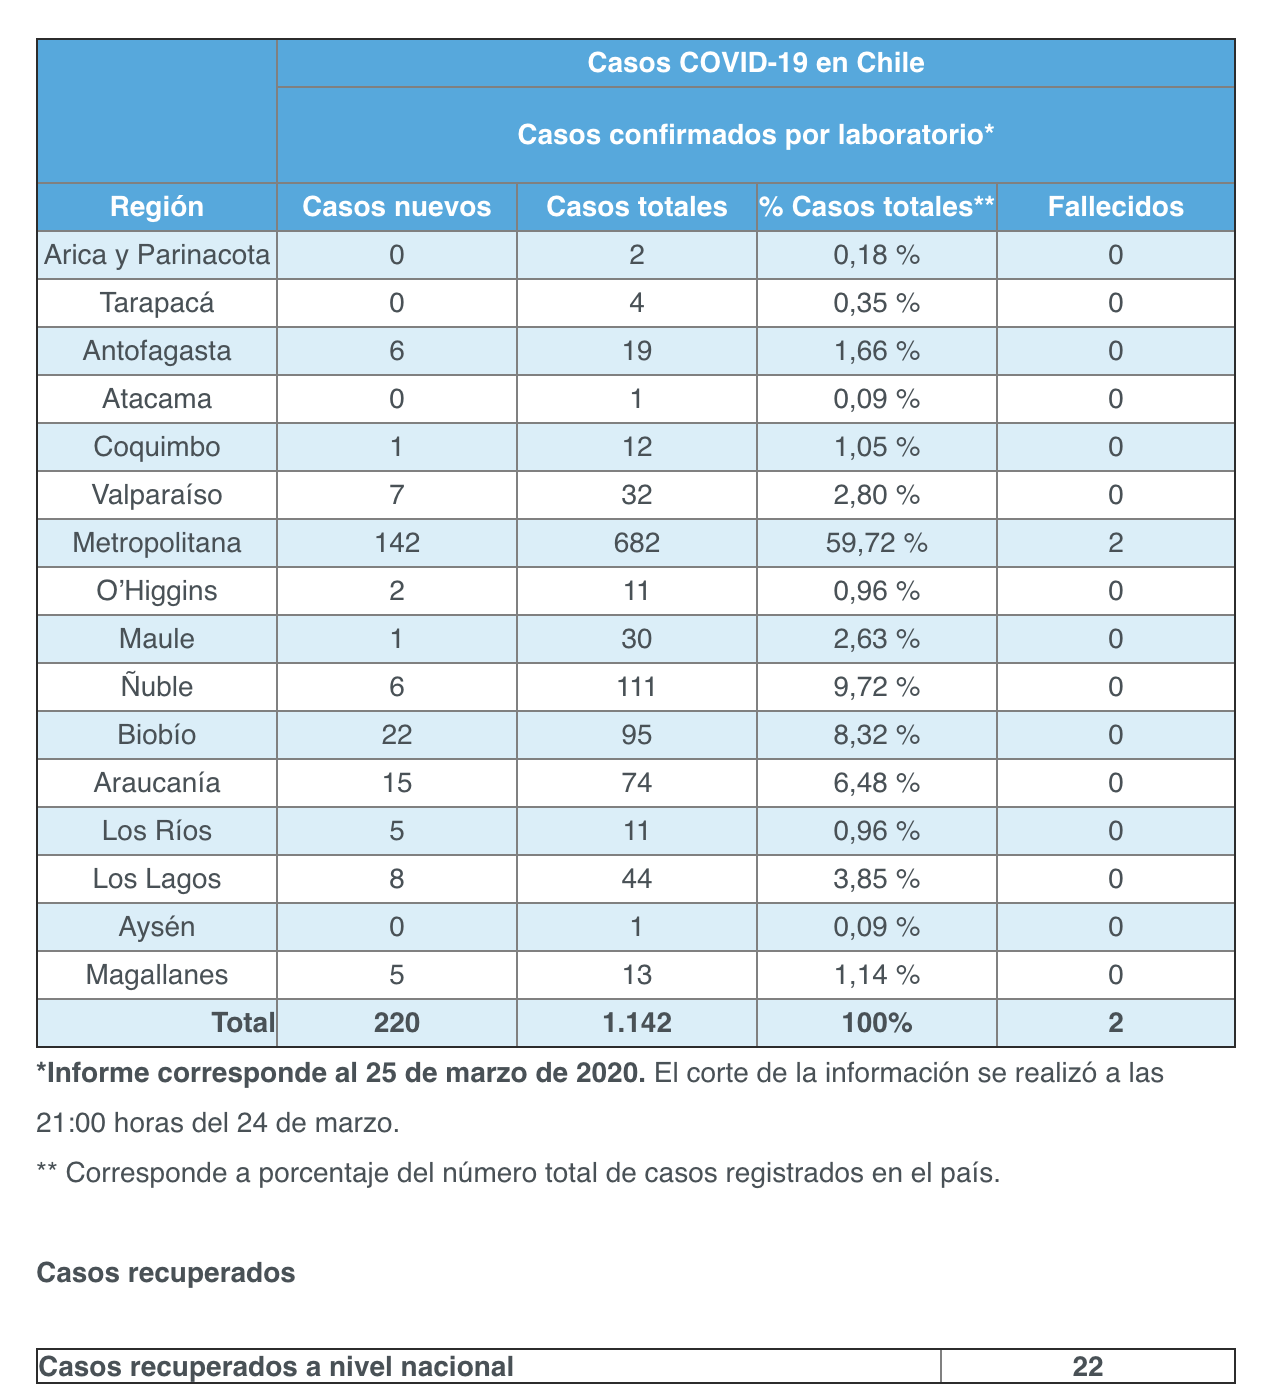 Casos COVID-19 en Chile
Casos confirmados por laboratorio*
Región Casos nuevos Casos totales % Casos totales** Fallecidos
Arica y Parinacota 0 2 0,18 % 0
Tarapacá 0 4 0,35 % 0
Antofagasta 6 19 1,66 % 0
Atacama 0 1 0,09 % 0
Coquimbo 1 12 1,05 % 0
Valparaíso 7 32 2,80 % 0
Metropolitana 142 682 59,72 % 2
O’Higgins 2 11 0,96 % 0
Maule 1 30 2,63 % 0
Ñuble 6 111 9,72 % 0
Biobío 22 95 8,32 % 0
Araucanía 15 74 6,48 % 0
Los Ríos 5 11 0,96 % 0
Los Lagos 8 44 3,85 % 0
Aysén 0 1 0,09 % 0
Magallanes 5 13 1,14 % 0
Total 220 1.142 100% 2
*Informe corresponde al 25 de marzo de 2020. El corte de la información se realizó a las
21:00 horas del 24 de marzo.
** Corresponde a porcentaje del número total de casos registrados en el país.
Casos recuperados
Casos recuperados a nivel nacional 22